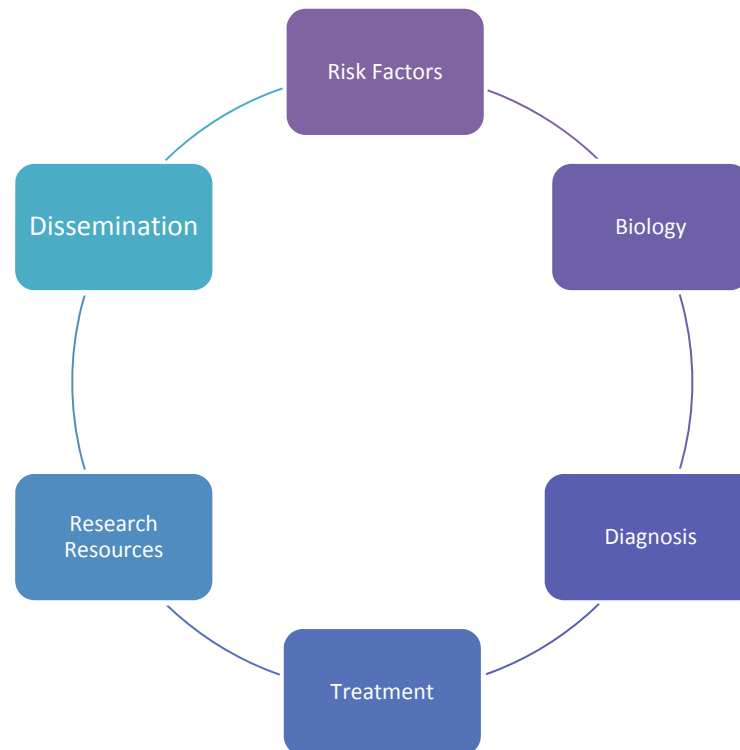 Risk Factors
Biology
Diagnosis
Treatment
Research
Resources
Dissemination